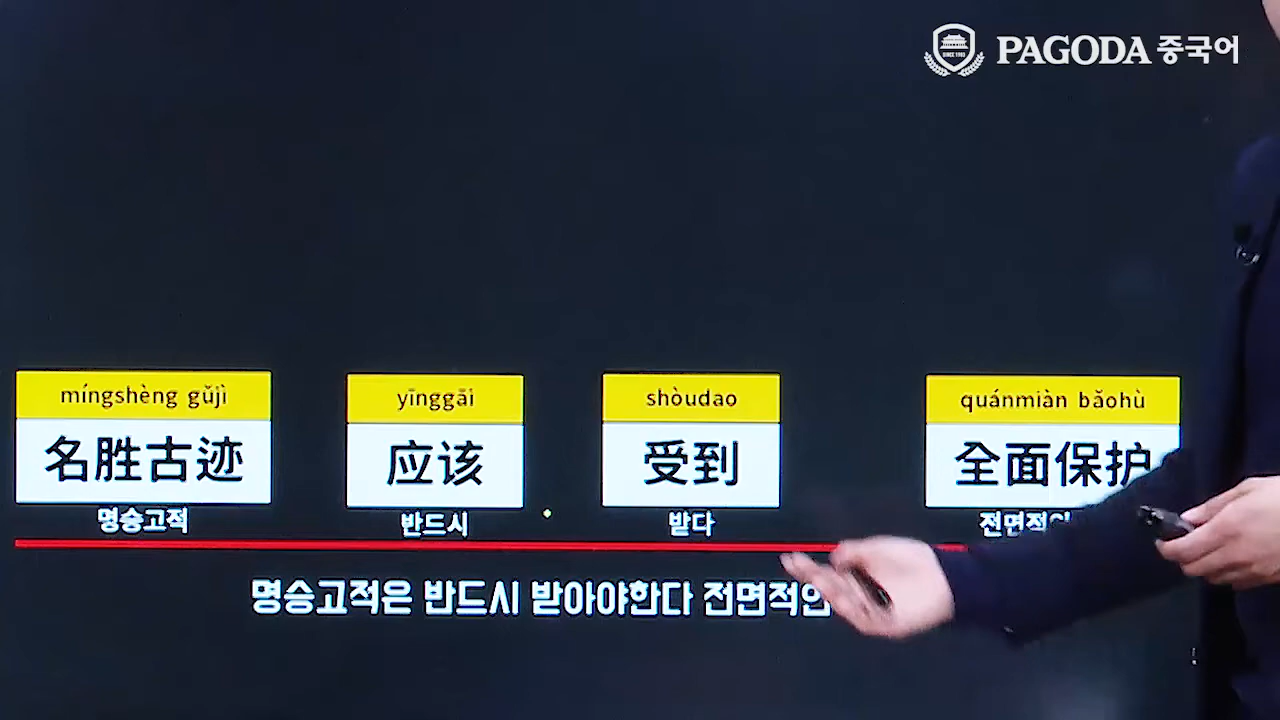 PAGODA 중국어
SINCE 1983
míngshèng gǔjì
名胜古迹
명승고적
yīnggāi
应该
반드시
shòudao
受到
받다
quánmiàn bǎohù
全面保护
명승고적은 반드시 받아야한다 전면적인